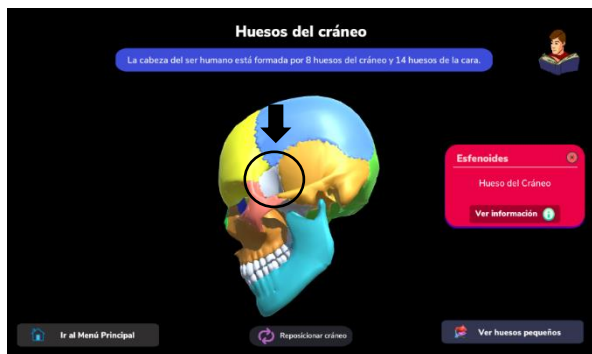 Huesos del cráneo
La cabeza del ser humano está formada por 8 huesos del cráneo y 14 huesos de la cara.
Esfenoides
Hueso del Cráneo
Ver información
Ir al Menú Principal
Reposicionar cráneo
Ver huesos pequeños